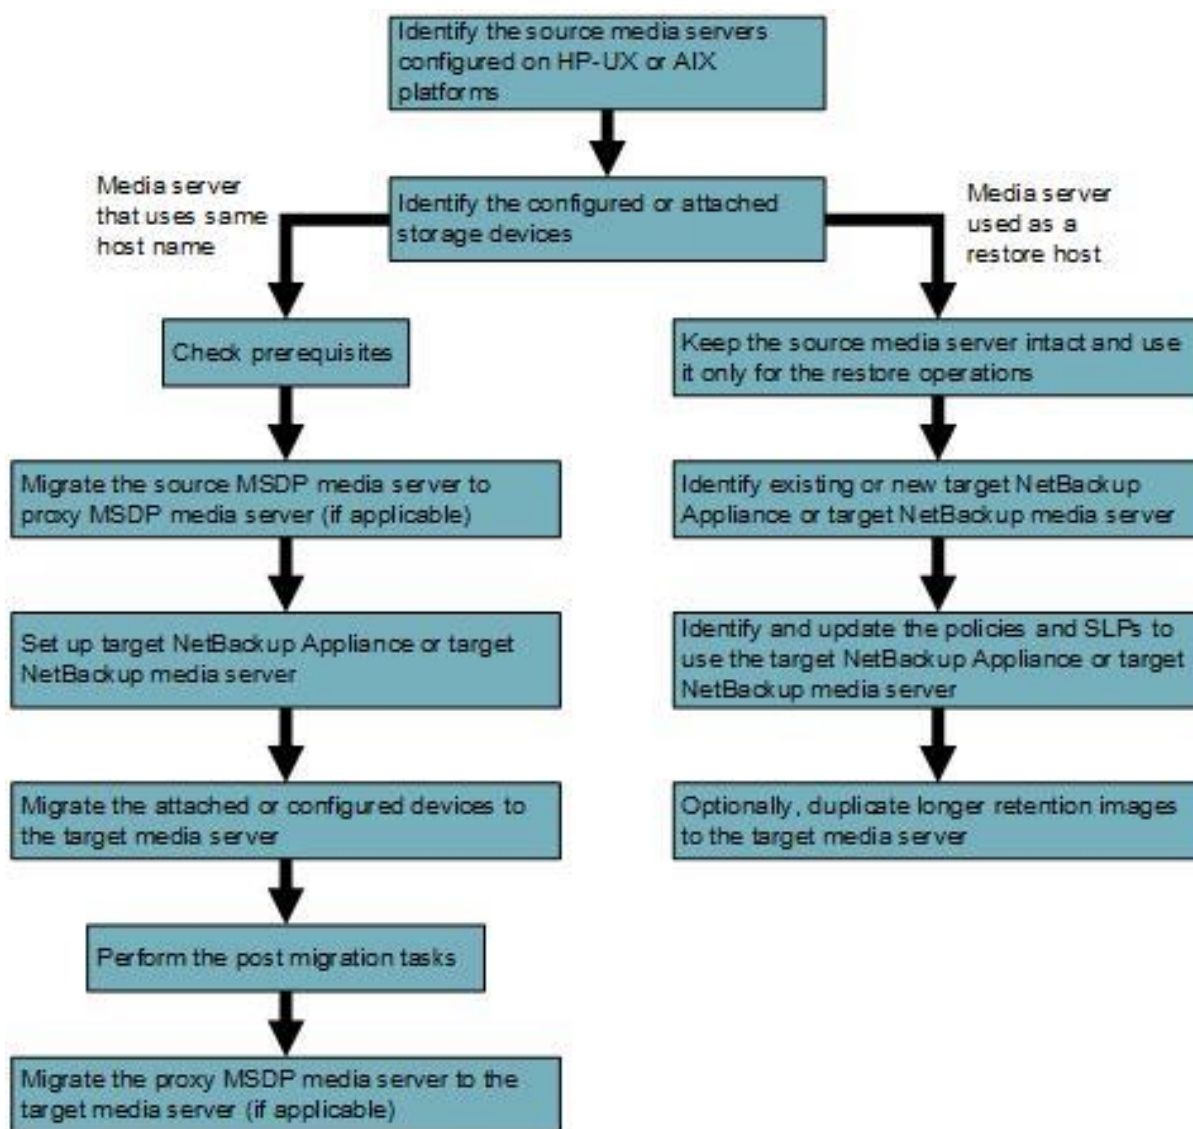 Identify the source media servers
configured on HP-UX or AIX
platforms
Identify the configured or attached
storage devices
Media server
that uses same
host name
Media server
used as a
restore host
Check prerequisites
Migrate the source MSDP media server to
proxy MSDP media server (if applicable)
Set up target NetBackup Appliance or target
NetBackup media server
Migrate the attached or configured devices to
the target media server
Perform the post migration tasks
Migrate the proxy MSDP media server to the
target media server (if applicable)
Keep the source media server intact and use
it only for the restore operations
Identify existing or new target NetBackup
Appliance or target NetBackup media server
Identify and update the policies and SLPs to
use the target NetBackup Appliance or target
NetBackup media server
Optionally, duplicate longer retention images
to the target media server